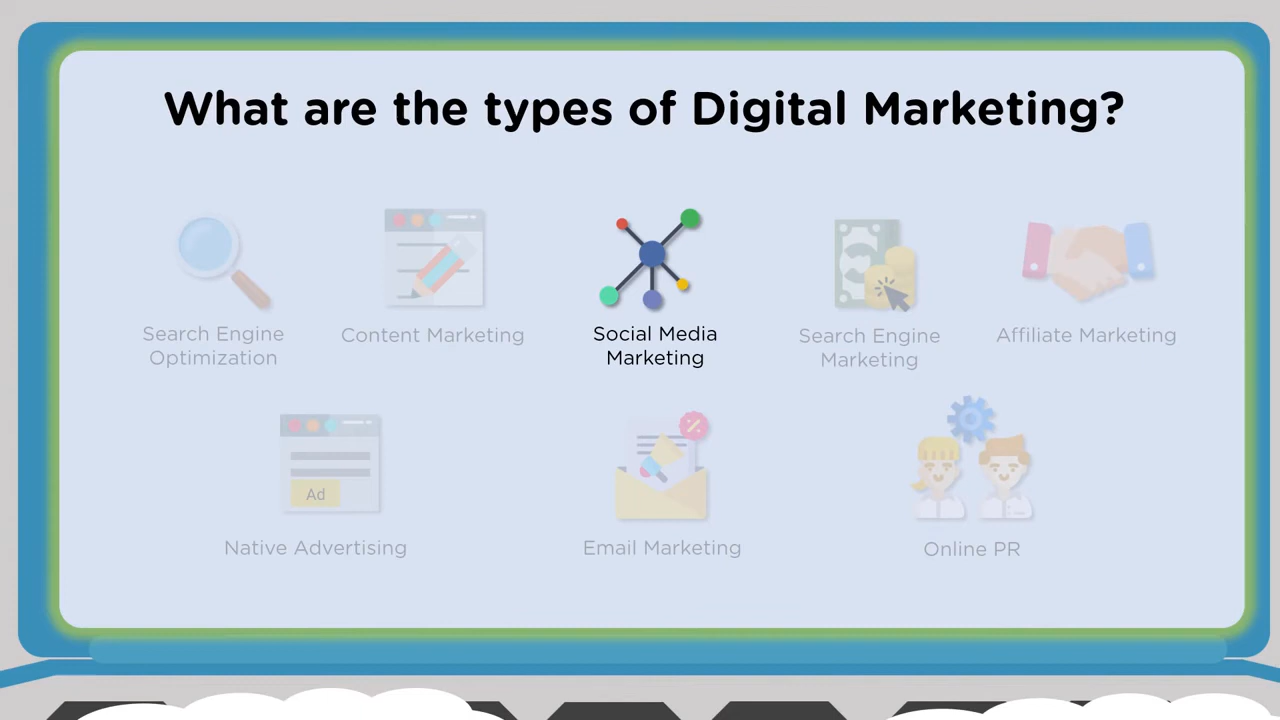 What are the types of Digital Marketing?
Search Engine
Optimization
Content Marketing
Social Media
Marketing
Search Engine
Marketing
Affiliate Marketing
Ad
Native Advertising
%
Email Marketing
Online PR